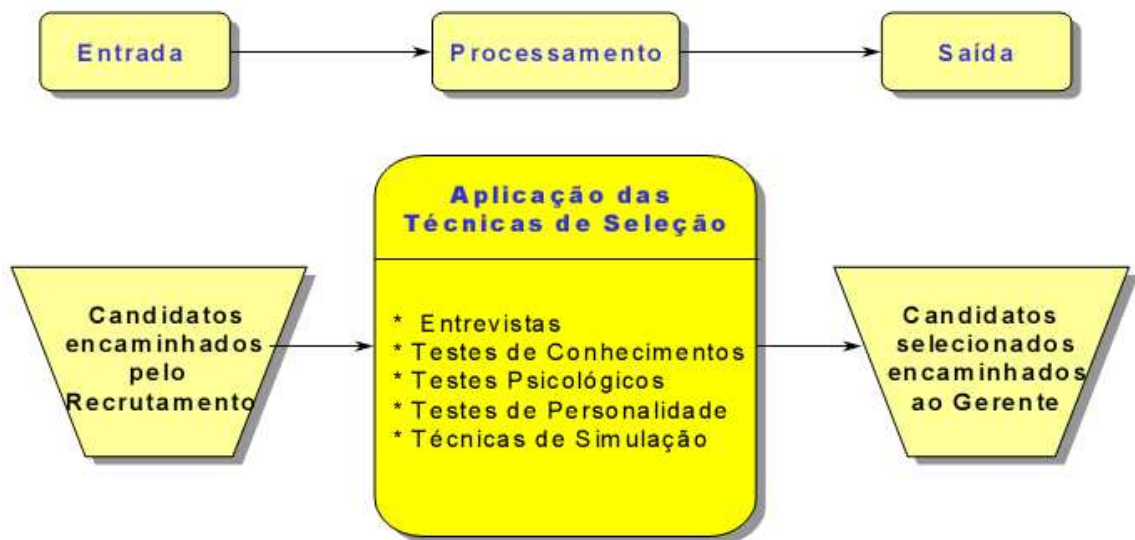 Entrada
Processamento
Saída
Aplicação das
Técnicas de Seleção
Candidatos
encaminhados
pelo
Recrutamento
* Entrevistas
* Testes de Conhecimentos
* Testes Psicológicos
* Testes de Personalidade
* Técnicas de Simulação
Candidatos
selecionados
encaminhados
ao Gerente